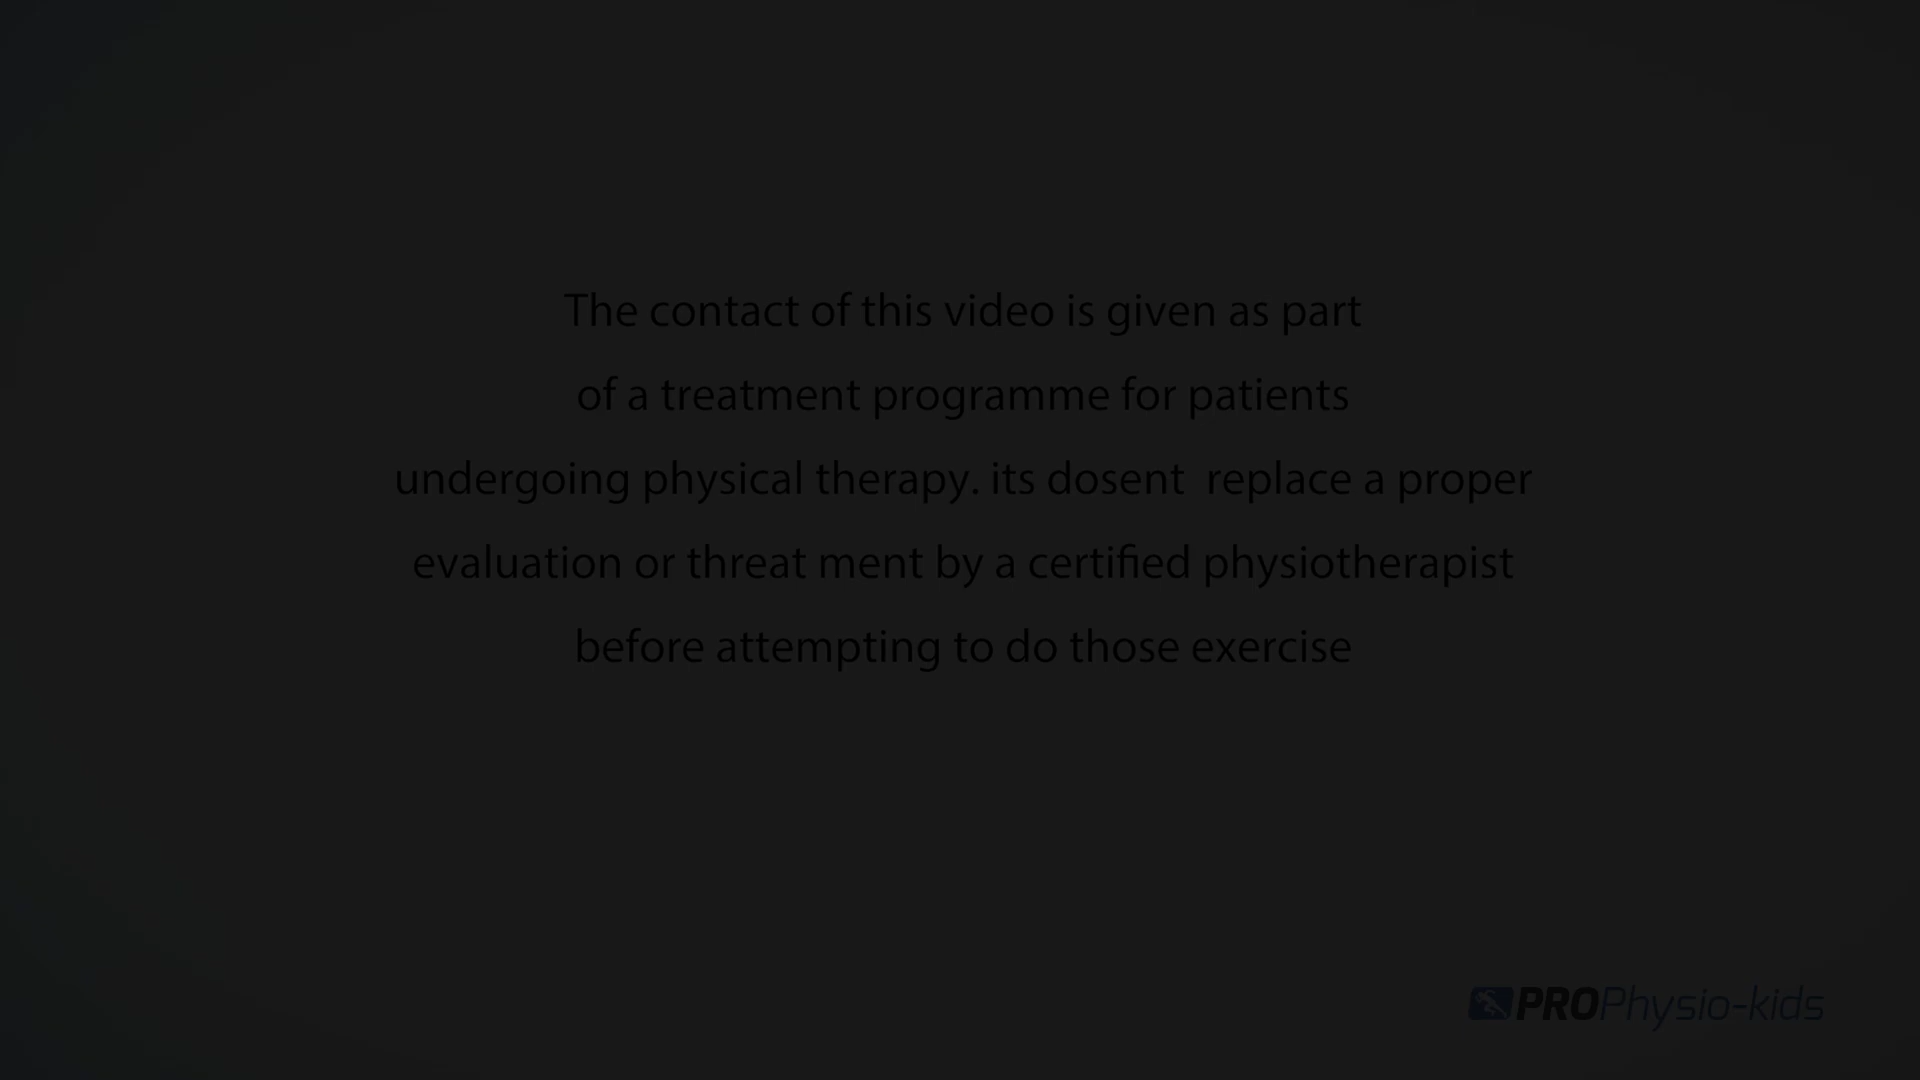 The contact of this video is given as part
of a treatment programme for patients
undergoing physical therapy. its dosent  replace a proper
evaluation or threat ment by a certified physiotherapist
before attempting to do those exercise
PROPhysio-kids